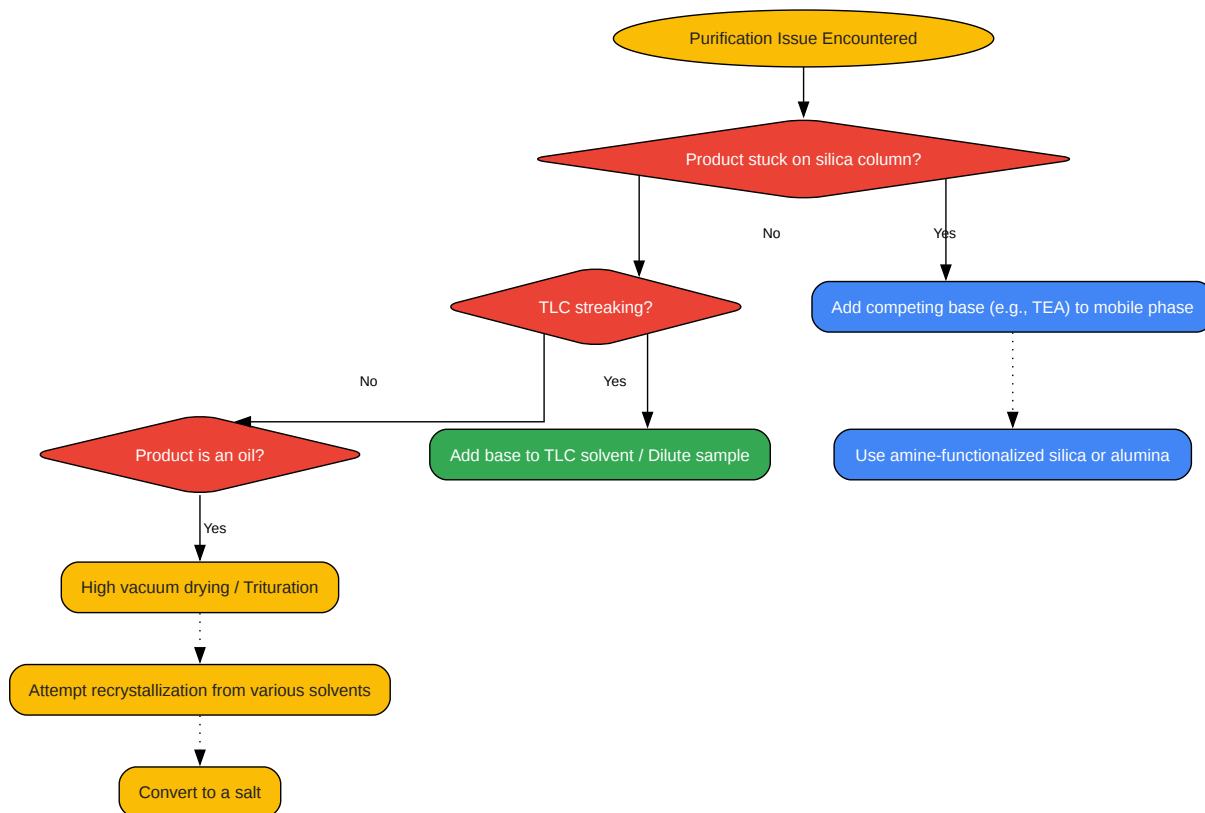 Purification Issue Encountered
Product stuck on silica column?
No
Yes
TLC streaking?
Add competing base (e.g., TEA) to mobile phase
No
Yes
Product is an oil?
Add base to TLC solvent / Dilute sample
Use amine-functionalized silica or alumina
Yes
High vacuum drying / Trituration
Attempt recrystallization from various solvents
Convert to a salt